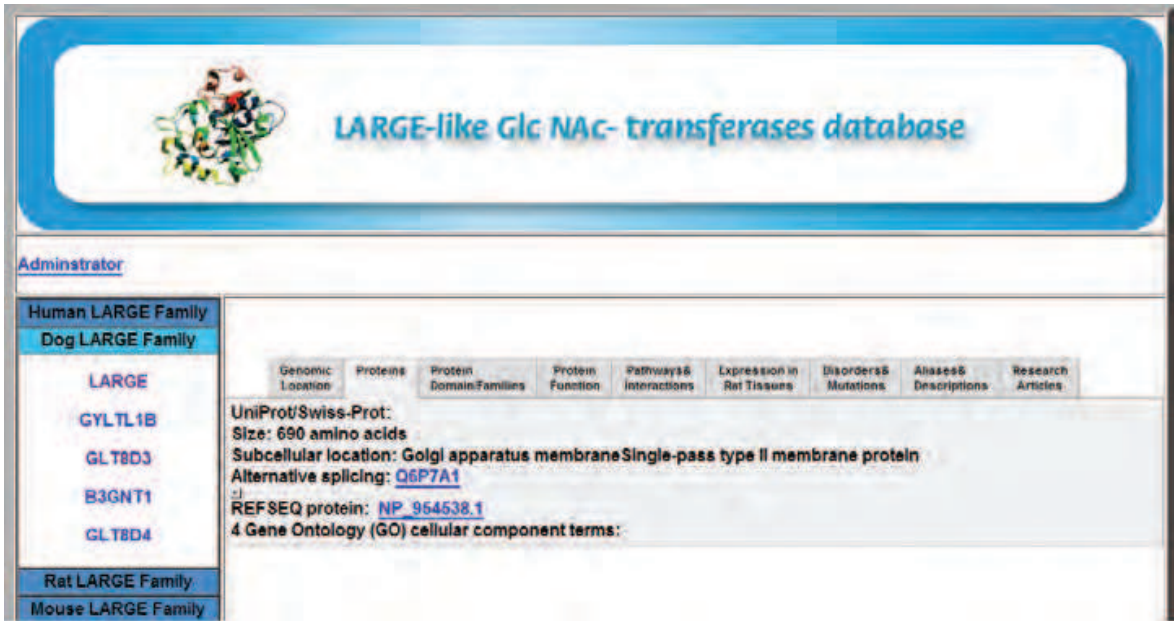 LARGE-like Glc NAc- transferases database
Adminstrator
Human LARGE Family
Dog LARGE Family
LARGE
GYLTL1B
GLT8D3
B3GNT1
GLT8D4
Rat LARGE Family
Mouse LARGE Family
Genomic Location
Proteins
Protein Domain/Families
Protein Function
Pathways& Interactions
Expression in Rat Tissues
Disorders& Mutations
Aliases& Descriptions
Research Articles
UniProt/Swiss-Prot:
Size: 690 amino acids
Subcellular location: Golgi apparatus membraneSingle-pass type II membrane protein
Alternative splicing: Q6P7A1
REFSEQ protein: NP_954538.1
4 Gene Ontology (GO) cellular component terms: